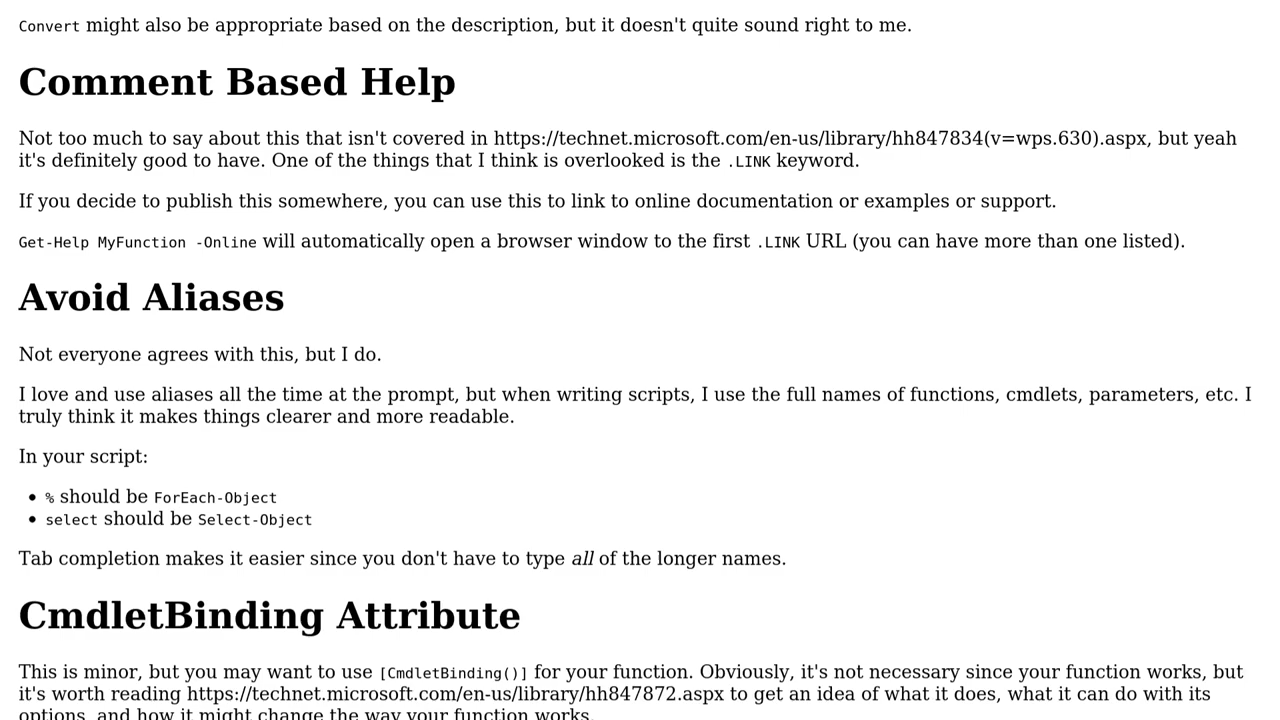 Convert might also be appropriate based on the description, but it doesn't quite sound right to me.
Comment Based Help
Not too much to say about this that isn't covered in https://technet.microsoft.com/en-us/library/hh847834(v=wps.630).aspx, but yeah
it's definitely good to have. One of the things that I think is overlooked is the .LINK keyword.
If you decide to publish this somewhere, you can use this to link to online documentation or examples or support.
Get-Help MyFunction -Online will automatically open a browser window to the first .LINK URL (you can have more than one listed).
Avoid Aliases
Not everyone agrees with this, but I do.
I love and use aliases all the time at the prompt, but when writing scripts, I use the full names of functions, cmdlets, parameters, etc. I
truly think it makes things clearer and more readable.
In your script:
• % should be ForEach-Object
• select should be Select-Object
Tab completion makes it easier since you don't have to type all of the longer names.
CmdletBinding Attribute
This is minor, but you may want to use [CmdletBinding()] for your function. Obviously, it's not necessary since your function works, but
it's worth reading https://technet.microsoft.com/en-us/library/hh847872.aspx to get an idea of what it does, what it can do with its
options, and how it might change the way your function works.